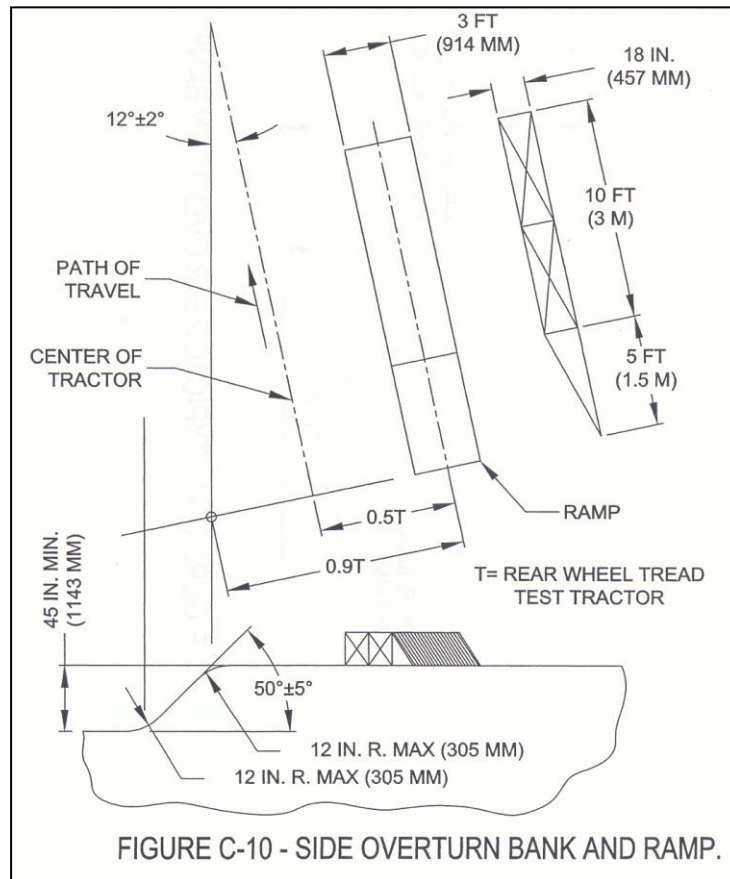 3 FT
(914 MM)
18 IN.
(457 MM)
12°±2°
10 FT
(3 M)
PATH OF
TRAVEL
CENTER OF
TRACTOR
5 FT
(1.5 M)
RAMP
0.5T
0.9T
T= REAR WHEEL TREAD
TEST TRACTOR
45 IN. MIN.
(1143 MM)
50°±5°
12 IN. R. MAX (305 MM)
12 IN. R. MAX (305 MM)
FIGURE C-10 - SIDE OVERTURN BANK AND RAMP.